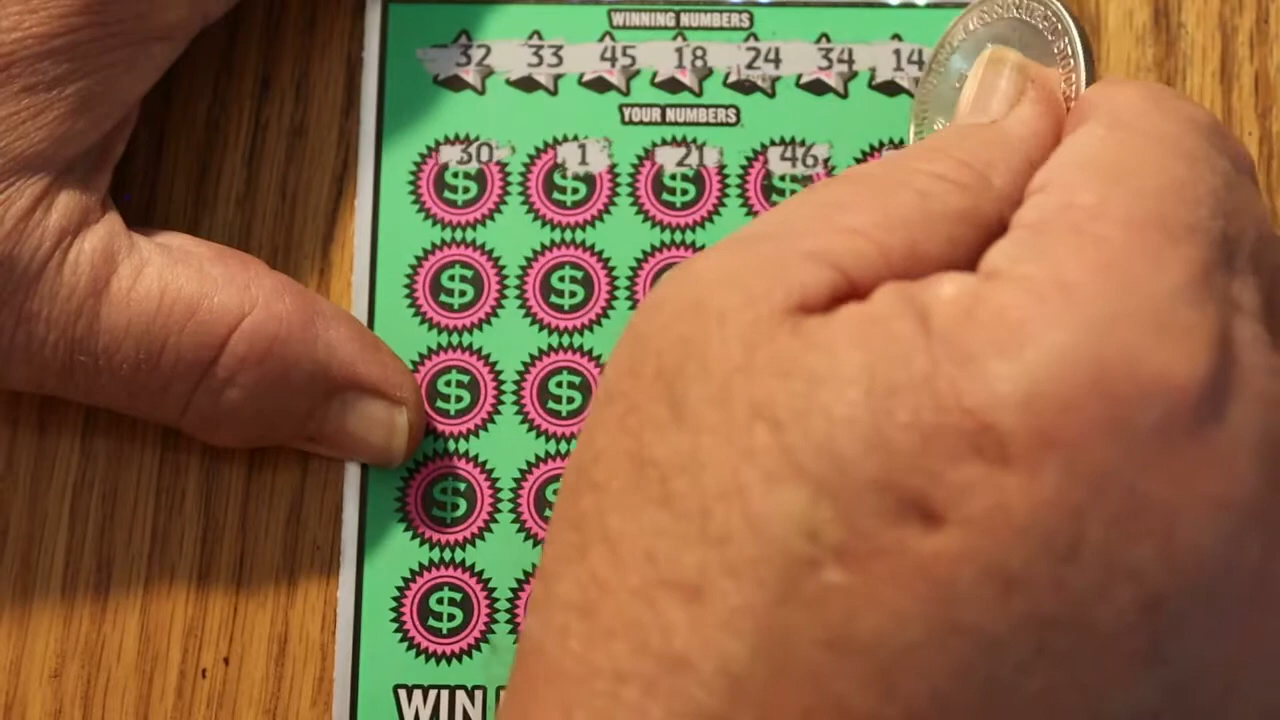 WINNING NUMBERS
32 33 45 18 24 34 14
YOUR NUMBERS
30 1 21 46
$ $ $ $
$ $
$ $
$
$
WIN